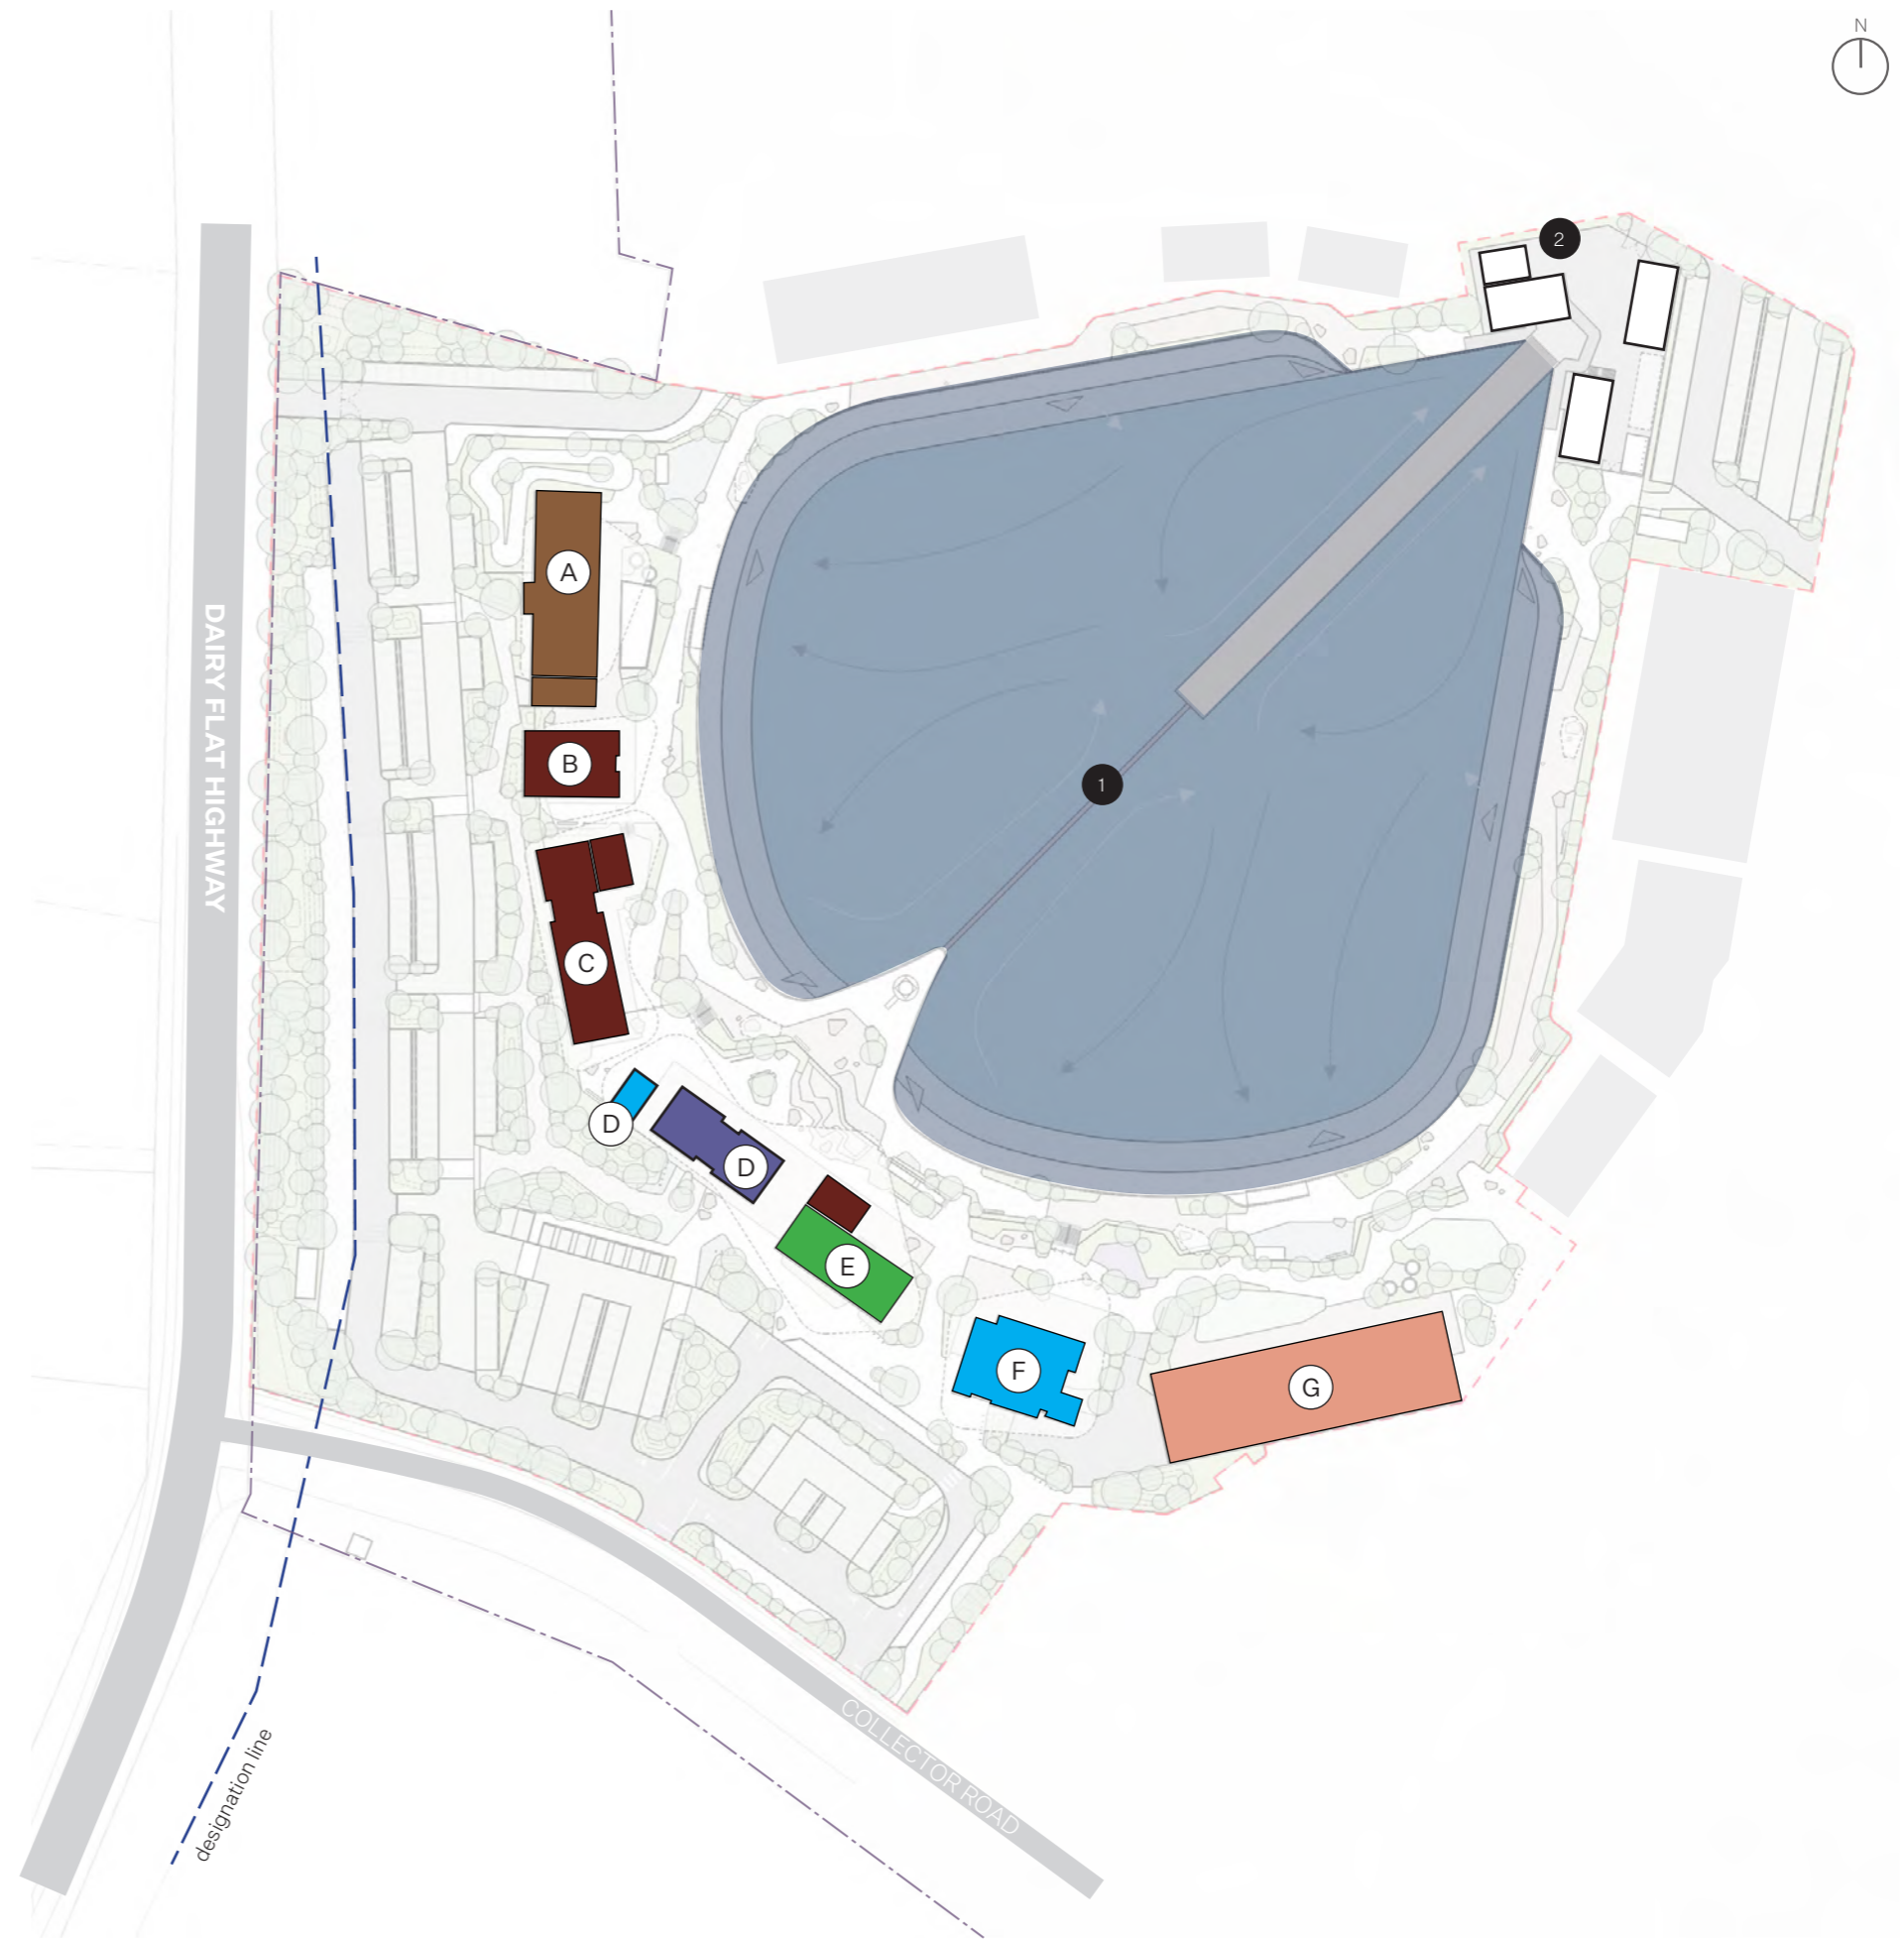 N
2
A
DAIRY FLAT HIGHWAY
B
1
C
D
D
E
F
G
COLLECTOR ROAD
designation line